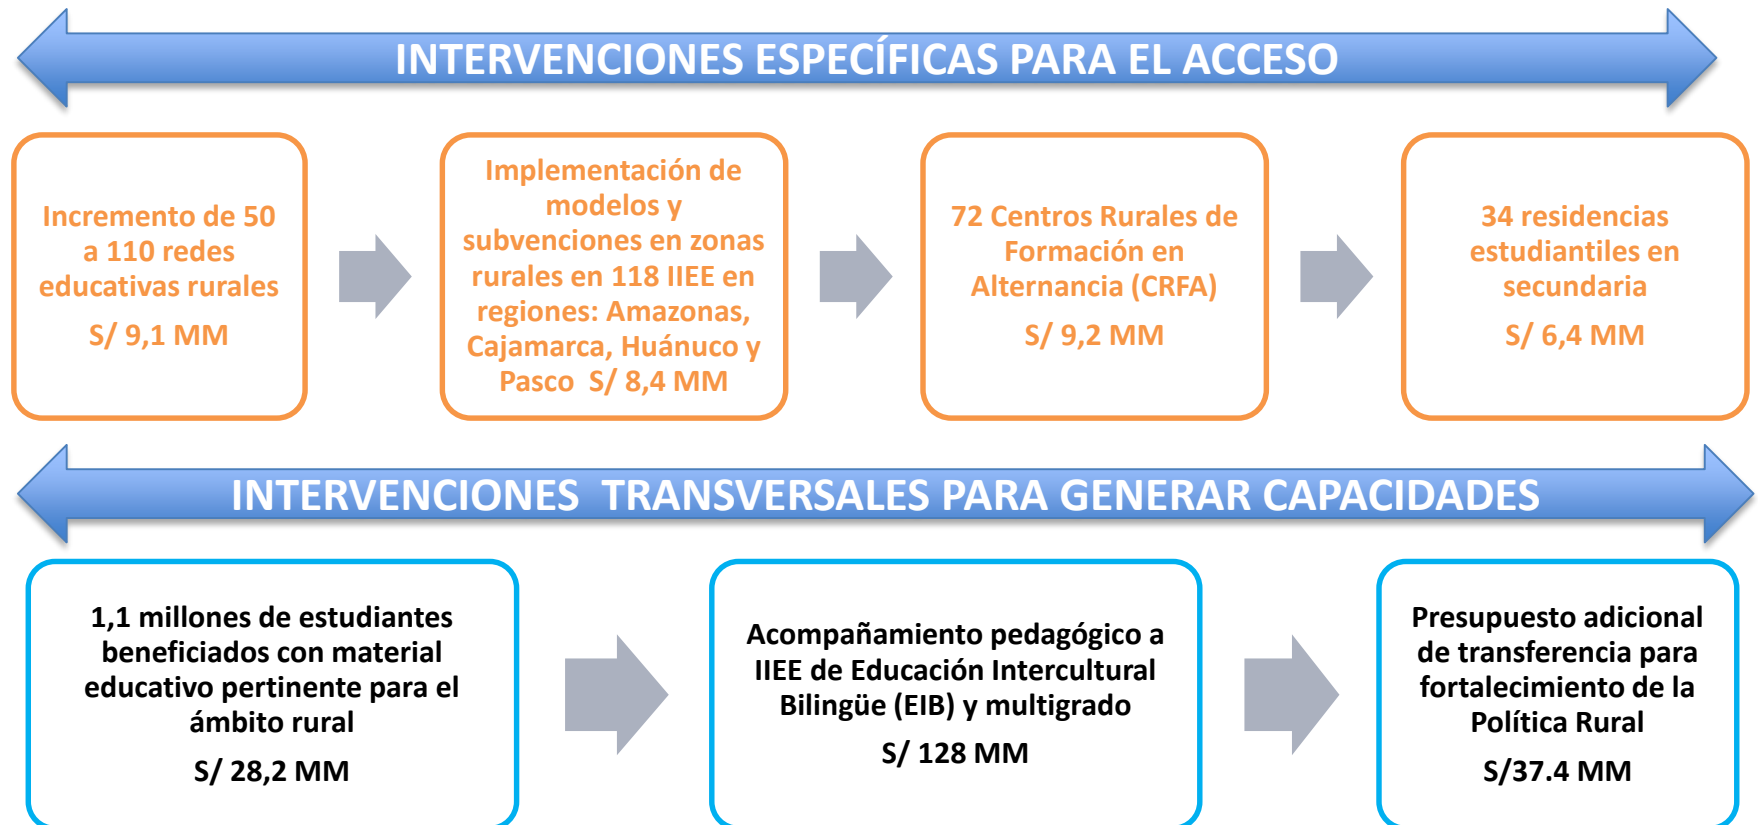 INTERVENCIONES ESPECÍFICAS PARA EL ACCESO
Incremento de 50
a 110 redes
educativas rurales
S/ 9,1 MM
Implementación de
modelos y
subvenciones en zonas
rurales en 118 IIEE en
regiones: Amazonas,
Cajamarca, Huánuco y
Pasco S/ 8,4 MM
72 Centros Rurales de
Formación en
Alternancia (CRFA)
S/ 9,2 MM
34 residencias
estudiantiles en
secundaria
S/ 6,4 MM
INTERVENCIONES TRANSVERSALES PARA GENERAR CAPACIDADES
1,1 millones de estudiantes
beneficiados con material
educativo pertinente para el
ámbito rural
S/ 28,2 MM
Acompañamiento pedagógico a
IIEE de Educación Intercultural
Bilingüe (EIB) y multigrado
S/ 128 MM
Presupuesto adicional
de transferencia para
fortalecimiento de la
Política Rural
S/37.4 MM